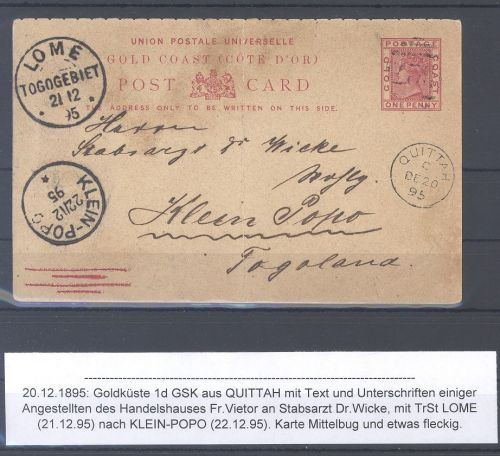 UNION POSTALE UNIVERSELLE
GOLD COAST (CÔTE D'OR)
POST CARD
THE ADDRESS ONLY TO BE WRITTEN ON THIS SIDE.
POSTAGE
GOLD COAST
ONE PENNY
LOME
TOGOGEBIET
21 12
95
KLEIN-POPO
22/12
95
QUITTAH
C
DE 20
95
Herrn
Stabsarzt Dr Wicke
Klein Popo
Togoland.
20.12.1895: Goldküste 1d GSK aus QUITTAH mit Text und Unterschriften einiger
Angestellten des Handelshauses Fr.Vietor an Stabsarzt Dr.Wicke, mit TrSt LOME
(21.12.95) nach KLEIN-POPO (22.12.95). Karte Mittelbug und etwas fleckig.